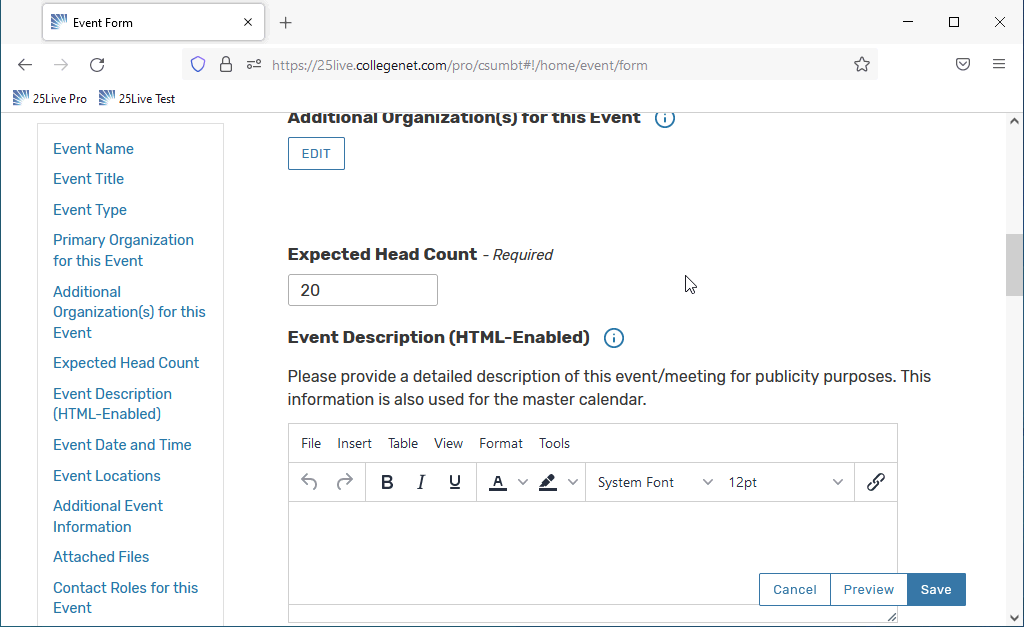 Event Form
https://25live.collegenet.com/pro/csumbt#!/home/event/form
25Live Pro 25Live Test
Event Name
Event Title
Event Type
Primary Organization
for this Event
Additional
Organization(s) for this
Event
Expected Head Count
Event Description
(HTML-Enabled)
Event Date and Time
Event Locations
Additional Event
Information
Attached Files
Contact Roles for this
Event
Additional Organization(s) for this Event
EDIT
Expected Head Count - Required
20
Event Description (HTML-Enabled)
Please provide a detailed description of this event/meeting for publicity purposes. This
information is also used for the master calendar.
File Insert Table View Format Tools
B I U A System Font 12pt
Cancel Preview Save